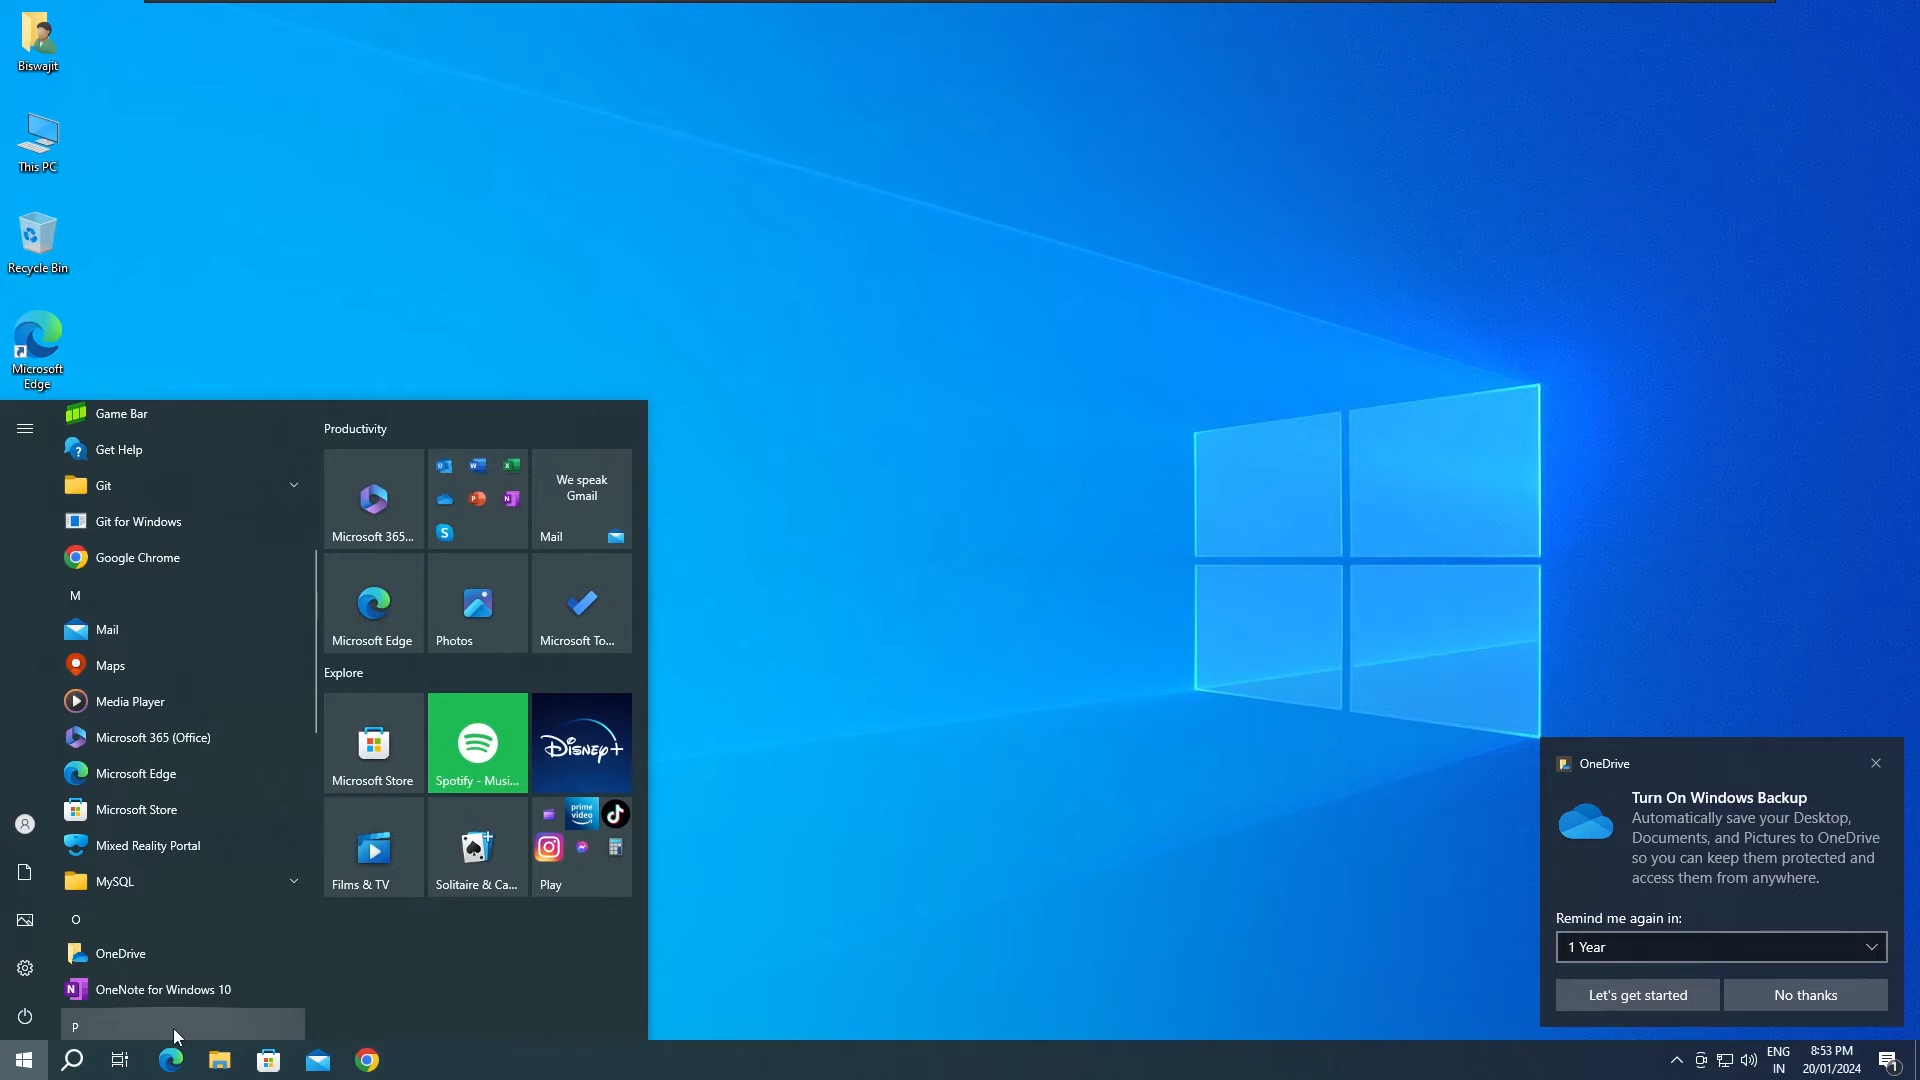 Biswajit
This PC
Recycle Bin
Microsoft
Edge
Game Bar
Get Help
Git
Git for Windows
Google Chrome
M
Mail
Maps
Media Player
Microsoft 365 (Office)
Microsoft Edge
Microsoft Store
Mixed Reality Portal
MySQL
O
OneDrive
OneNote for Windows 10
P
Productivity
Microsoft 365...
We speak
Gmail
Mail
Microsoft Edge
Photos
Microsoft To...
Explore
Microsoft Store
Spotify - Musi...
Disney+
Films & TV
Solitaire & Ca...
prime
video
Play
OneDrive
Turn On Windows Backup
Automatically save your Desktop,
Documents, and Pictures to OneDrive
so you can keep them protected and
access them from anywhere.
Remind me again in:
1 Year
Let's get started
No thanks
ENG
IN
8:53 PM
20/01/2024
1